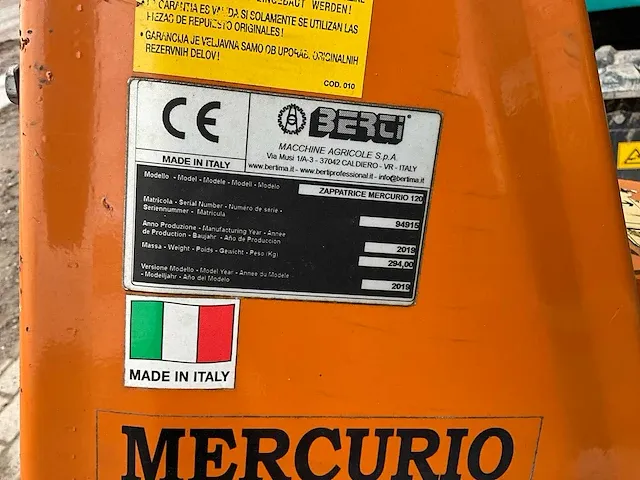 LA GARANTIA ES VALIDA SI SOLAMENTE SE UTILIZAN LAS
PIEZAS DE REPUESTO ORIGINALES!
• GARANCIJA JE VELJAVNA SAMO OB UPORABI ORIGINALNIH
REZERVNIH DELOV!
COD. 010
CE
MADE IN ITALY
BERTI®
MACCHINE AGRICOLE S.p.A.
Via Musi 1/A-3 - 37042 CALDIERO - VR - ITALY
www.bertima.it - www.bertiprofessional.it - info@bertima.it
Modello - Model - Modele - Modell - Modelo
ZAPPATRICE MERCURIO 120
Matricola - Serial Number - Numéro de série -
Seriennummer - Matrícula
94915
Anno Produzione - Manufacturing Year - Annee
de Production - Baujahr - Año de Producción
2019
Massa - Weight - Poids - Gewicht - Peso (Kg)
294,00
Versione Modello - Model Year - Annee du Modele
- Modelljahr - Año del Modelo
2019
MADE IN ITALY
MERCURIO